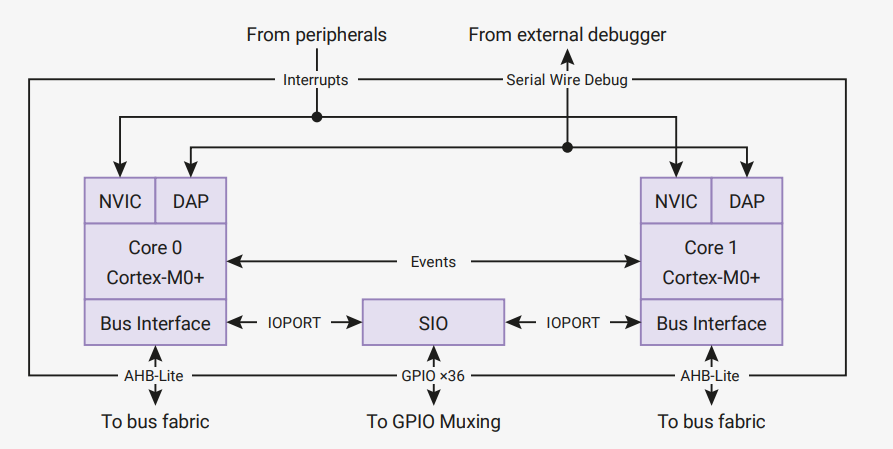 From peripherals
From external debugger
Interrupts
Serial Wire Debug
NVIC
DAP
NVIC
DAP
Core 0
Cortex-M0+
Events
Core 1
Cortex-M0+
Bus Interface
IOPORT
SIO
IOPORT
Bus Interface
AHB-Lite
GPIO ×36
AHB-Lite
To bus fabric
To GPIO Muxing
To bus fabric